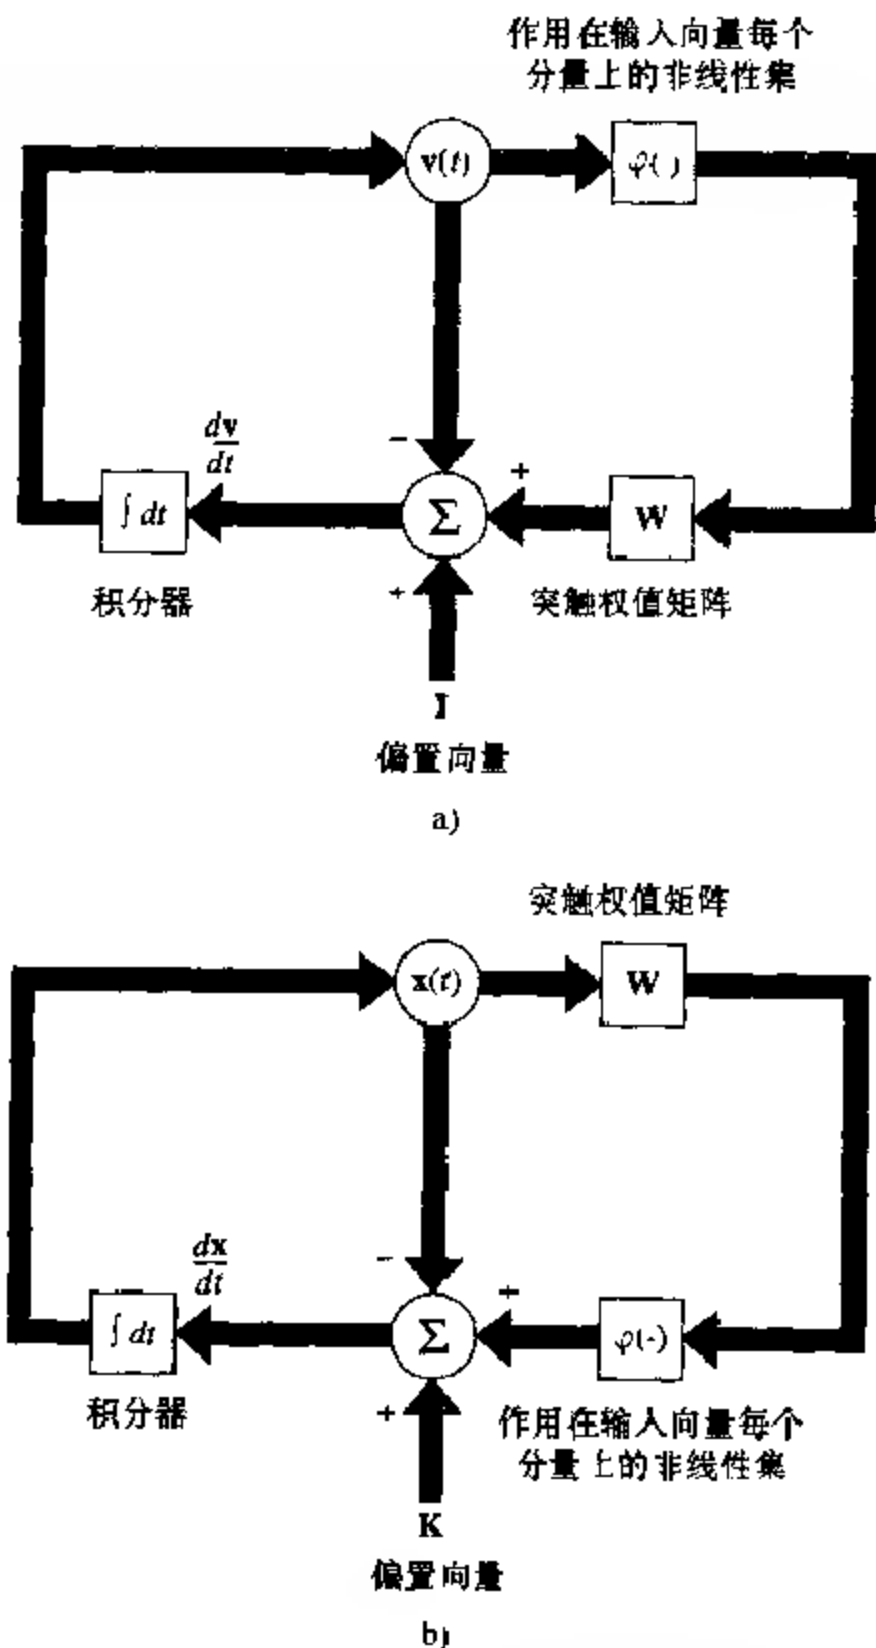 作用在输入向量每个
分量上的非线性集
v(t)
φ( )
dv/dt
−
+
∫ dt
Σ
W
积分器
+
突触权值矩阵
I
偏置向量
a)
突触权值矩阵
x(t)
W
dx/dt
−
+
∫ dt
Σ
φ(·)
积分器
+
作用在输入向量每个
分量上的非线性集
K
偏置向量
b)